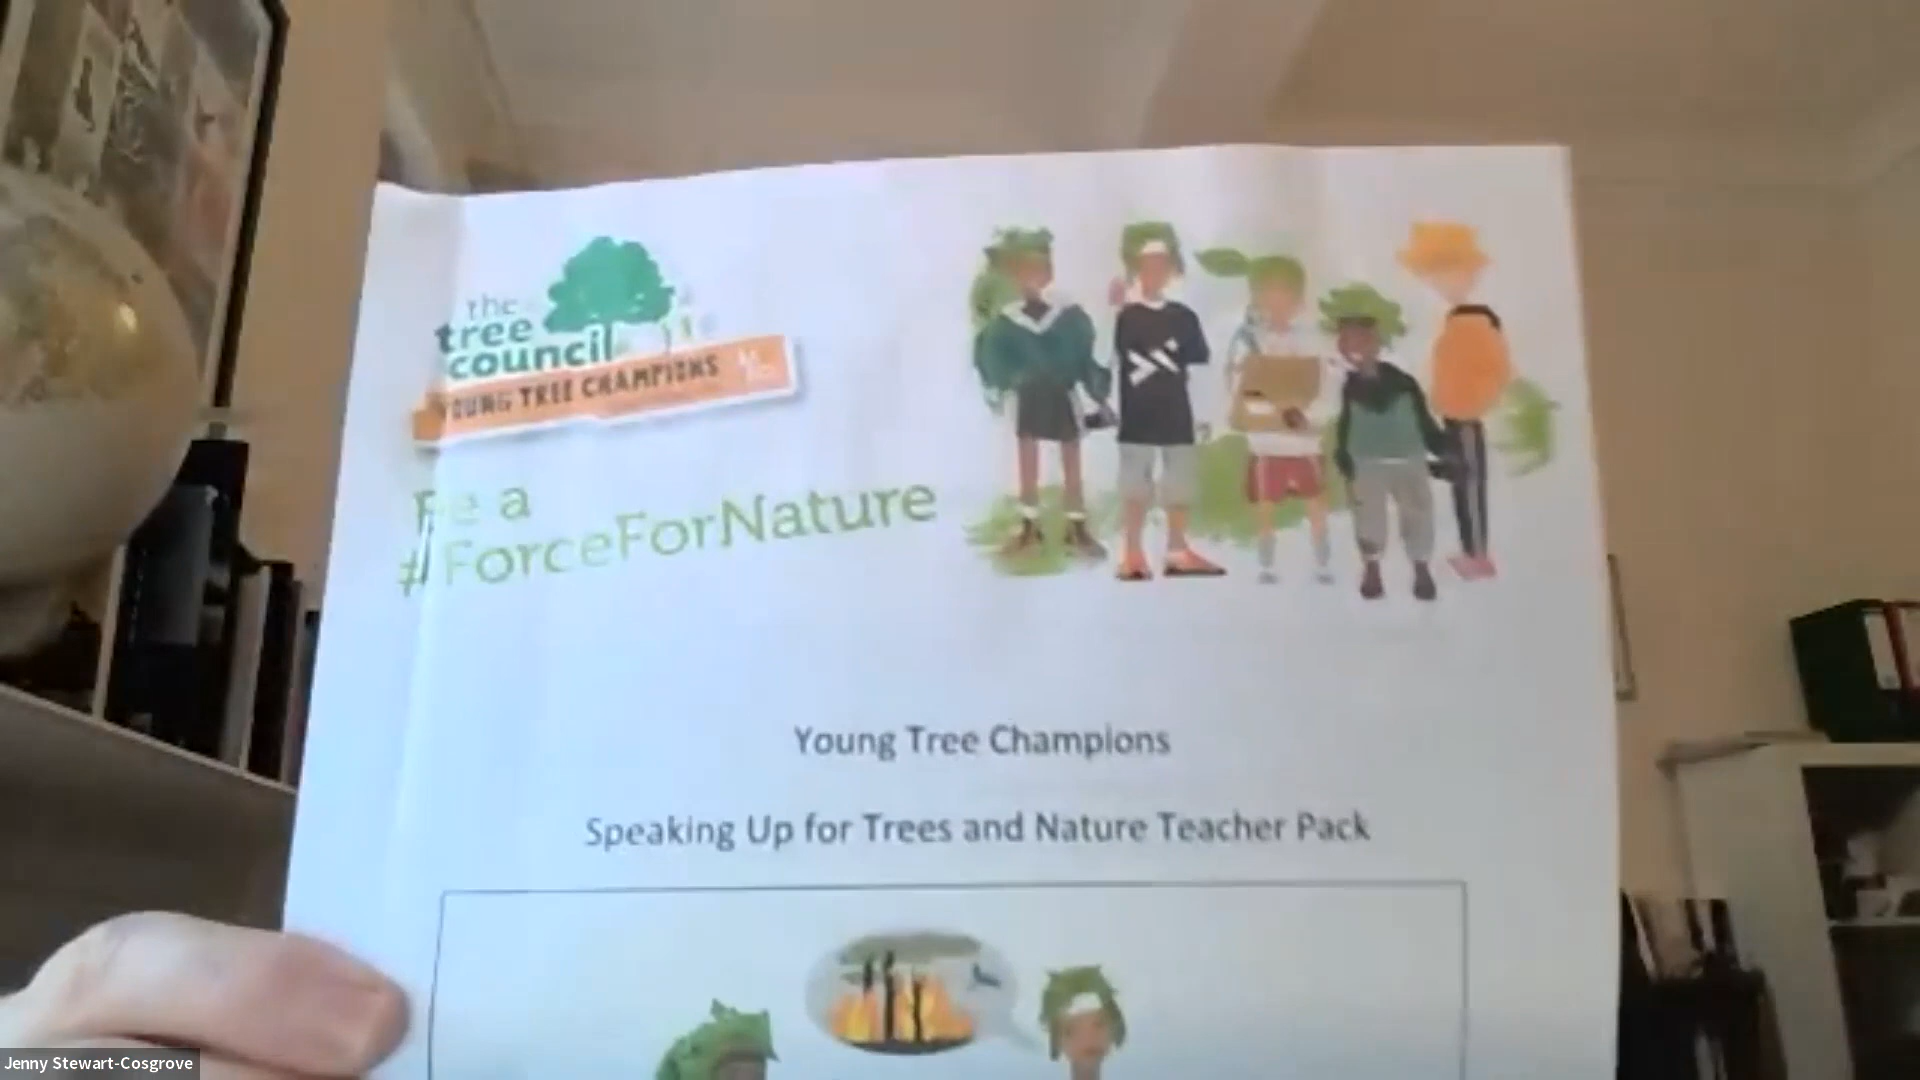 the
tree
council
YOUNG TREE CHAMPIONS
Be a
#ForceForNature
Young Tree Champions
Speaking Up for Trees and Nature Teacher Pack
Jenny Stewart-Cosgrove